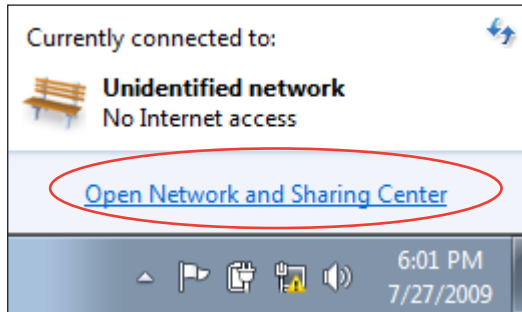 Currently connected to:
Unidentified network
No Internet access
Open Network and Sharing Center
6:01 PM
7/27/2009